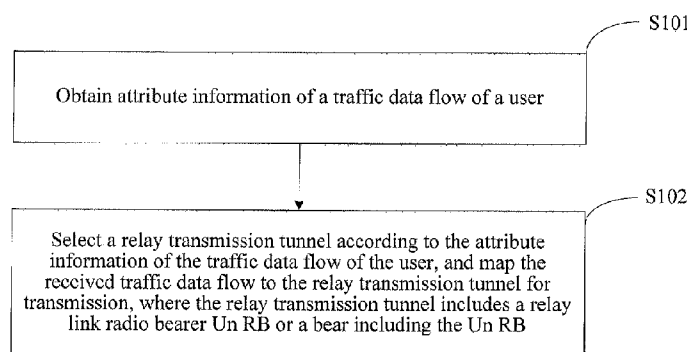 S101
Obtain attribute information of a traffic data flow of a user
S102
Select a relay transmission tunnel according to the attribute
information of the traffic data flow of the user, and map the
received traffic data flow to the relay transmission tunnel for
transmission, where the relay transmission tunnel includes a relay
link radio bearer Un RB or a bear including the Un RB